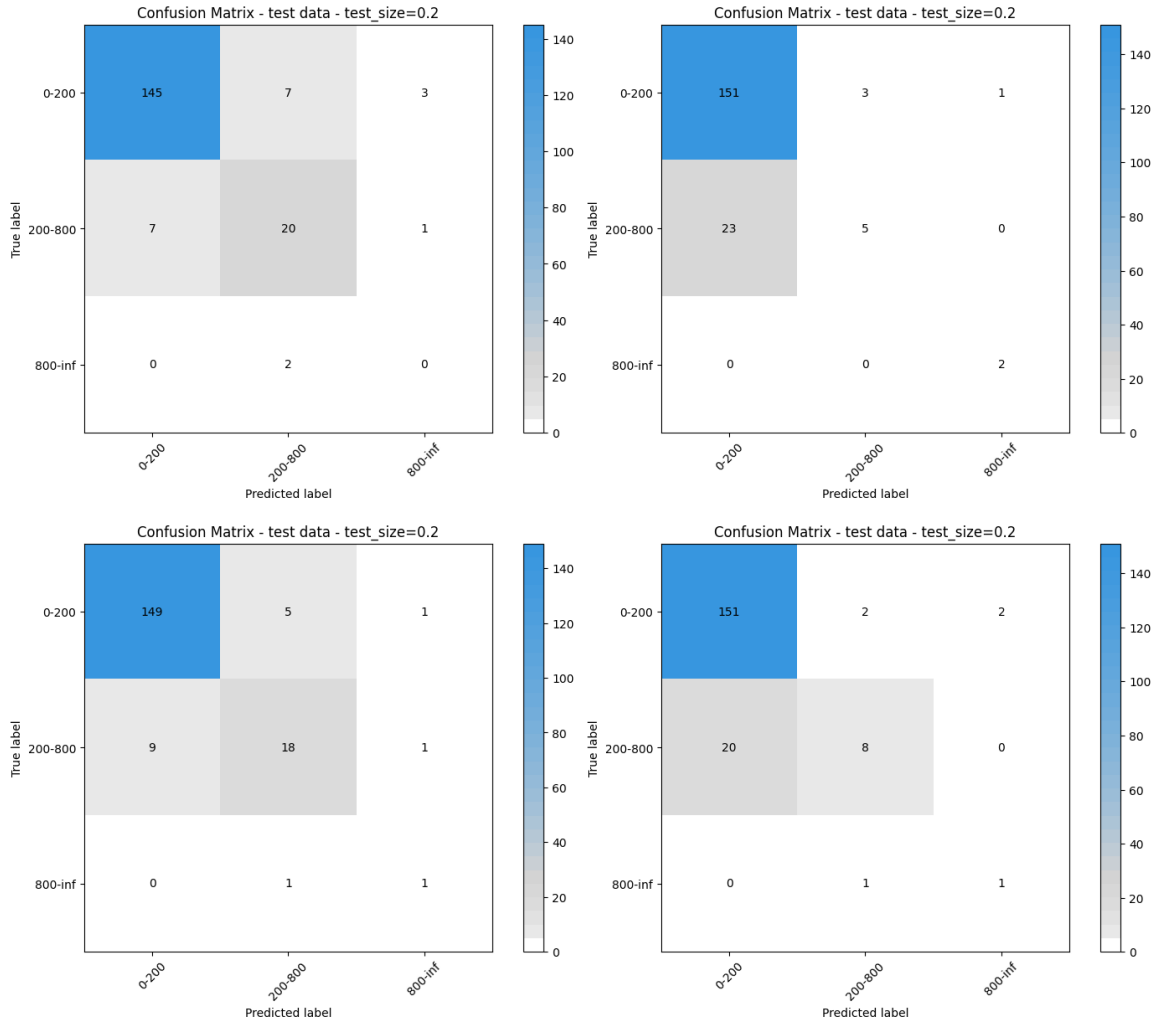 Confusion Matrix - test data - test_size=0.2
True label
0-200
200-800
800-inf
145 7 3
7 20 1
0 2 0
0-200 200-800 800-inf
Predicted label
140
120
100
80
60
40
20
0
Confusion Matrix - test data - test_size=0.2
True label
0-200
200-800
800-inf
151 3 1
23 5 0
0 0 2
0-200 200-800 800-inf
Predicted label
140
120
100
80
60
40
20
0
Confusion Matrix - test data - test_size=0.2
True label
0-200
200-800
800-inf
149 5 1
9 18 1
0 1 1
0-200 200-800 800-inf
Predicted label
140
120
100
80
60
40
20
0
Confusion Matrix - test data - test_size=0.2
True label
0-200
200-800
800-inf
151 2 2
20 8 0
0 1 1
0-200 200-800 800-inf
Predicted label
140
120
100
80
60
40
20
0